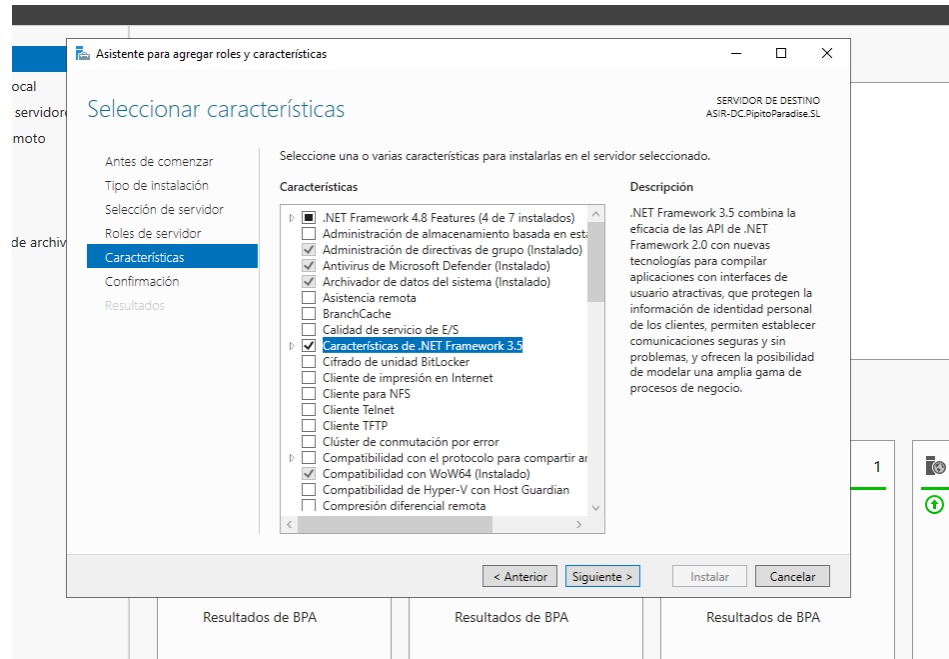 Asistente para agregar roles y características
Seleccionar características
SERVIDOR DE DESTINO
ASIR-DC.PipitoParadise.SL
ocal
servidore
moto
de archiv
Antes de comenzar
Tipo de instalación
Selección de servidor
Roles de servidor
Características
Confirmación
Resultados
Seleccione una o varias características para instalarlas en el servidor seleccionado.
Características
.NET Framework 4.8 Features (4 de 7 instalados)
Administración de almacenamiento basada en está
Administración de directivas de grupo (Instalado)
Antivirus de Microsoft Defender (Instalado)
Archivador de datos del sistema (Instalado)
Asistencia remota
BranchCache
Calidad de servicio de E/S
Características de .NET Framework 3.5
Cifrado de unidad BitLocker
Cliente de impresión en Internet
Cliente para NFS
Cliente Telnet
Cliente TFTP
Clúster de conmutación por error
Compatibilidad con el protocolo para compartir ar
Compatibilidad con WoW64 (Instalado)
Compatibilidad de Hyper-V con Host Guardian
Compresión diferencial remota
Descripción
.NET Framework 3.5 combina la
eficacia de las API de .NET
Framework 2.0 con nuevas
tecnologías para compilar
aplicaciones con interfaces de
usuario atractivas, que protegen la
información de identidad personal
de los clientes, permiten establecer
comunicaciones seguras y sin
problemas, y ofrecen la posibilidad
de modelar una amplia gama de
procesos de negocio.
1
< Anterior
Siguiente >
Instalar
Cancelar
Resultados de BPA
Resultados de BPA
Resultados de BPA